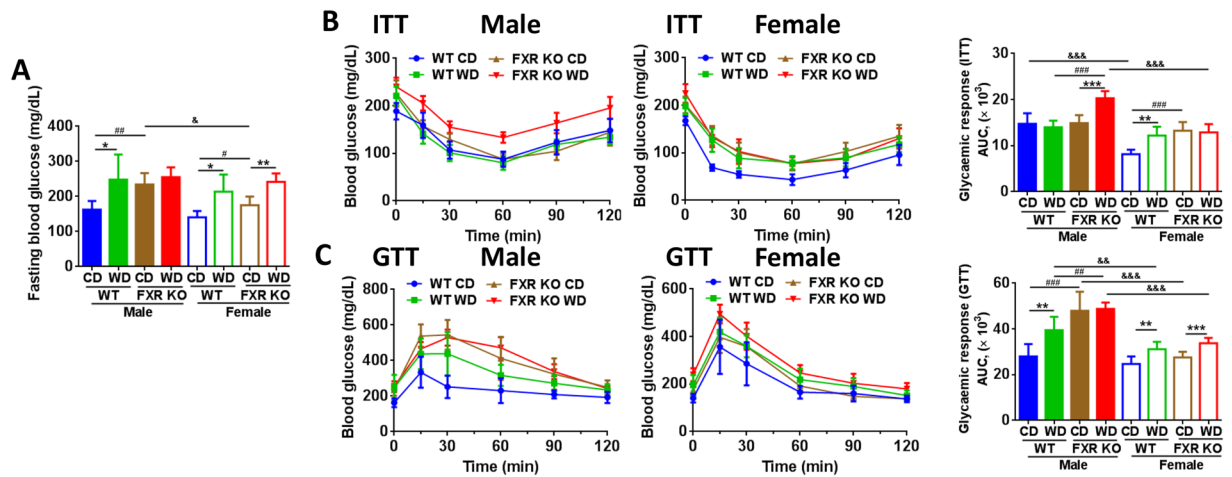 A
Fasting blood glucose (mg/dL)
400
300
200
100
0
##
&
*
#
*
**
CD WD CD WD CD WD CD WD
WT FXR KO WT FXR KO
Male Female
B
ITT Male
Blood glucose (mg/dL)
300
200
100
0
WT CD FXR KO CD
WT WD FXR KO WD
0 30 60 90 120
Time (min)
ITT Female
Blood glucose (mg/dL)
300
200
100
0
WT CD FXR KO CD
WT WD FXR KO WD
0 30 60 90 120
Time (min)
Glycaemic response (ITT)
AUC, (× 10³)
30
20
10
0
&&&
###
&&&
***
###
**
CD WD CD WD CD WD CD WD
WT FXR KO WT FXR KO
Male Female
C
GTT Male
Blood glucose (mg/dL)
800
600
400
200
0
WT CD FXR KO CD
WT WD FXR KO WD
0 30 60 90 120
Time (min)
GTT Female
Blood glucose (mg/dL)
600
400
200
0
WT CD FXR KO CD
WT WD FXR KO WD
0 30 60 90 120
Time (min)
Glycaemic response (GTT)
AUC, (× 10³)
60
40
20
0
&&
##
&&&
###
&&&
**
**
***
CD WD CD WD CD WD CD WD
WT FXR KO WT FXR KO
Male Female